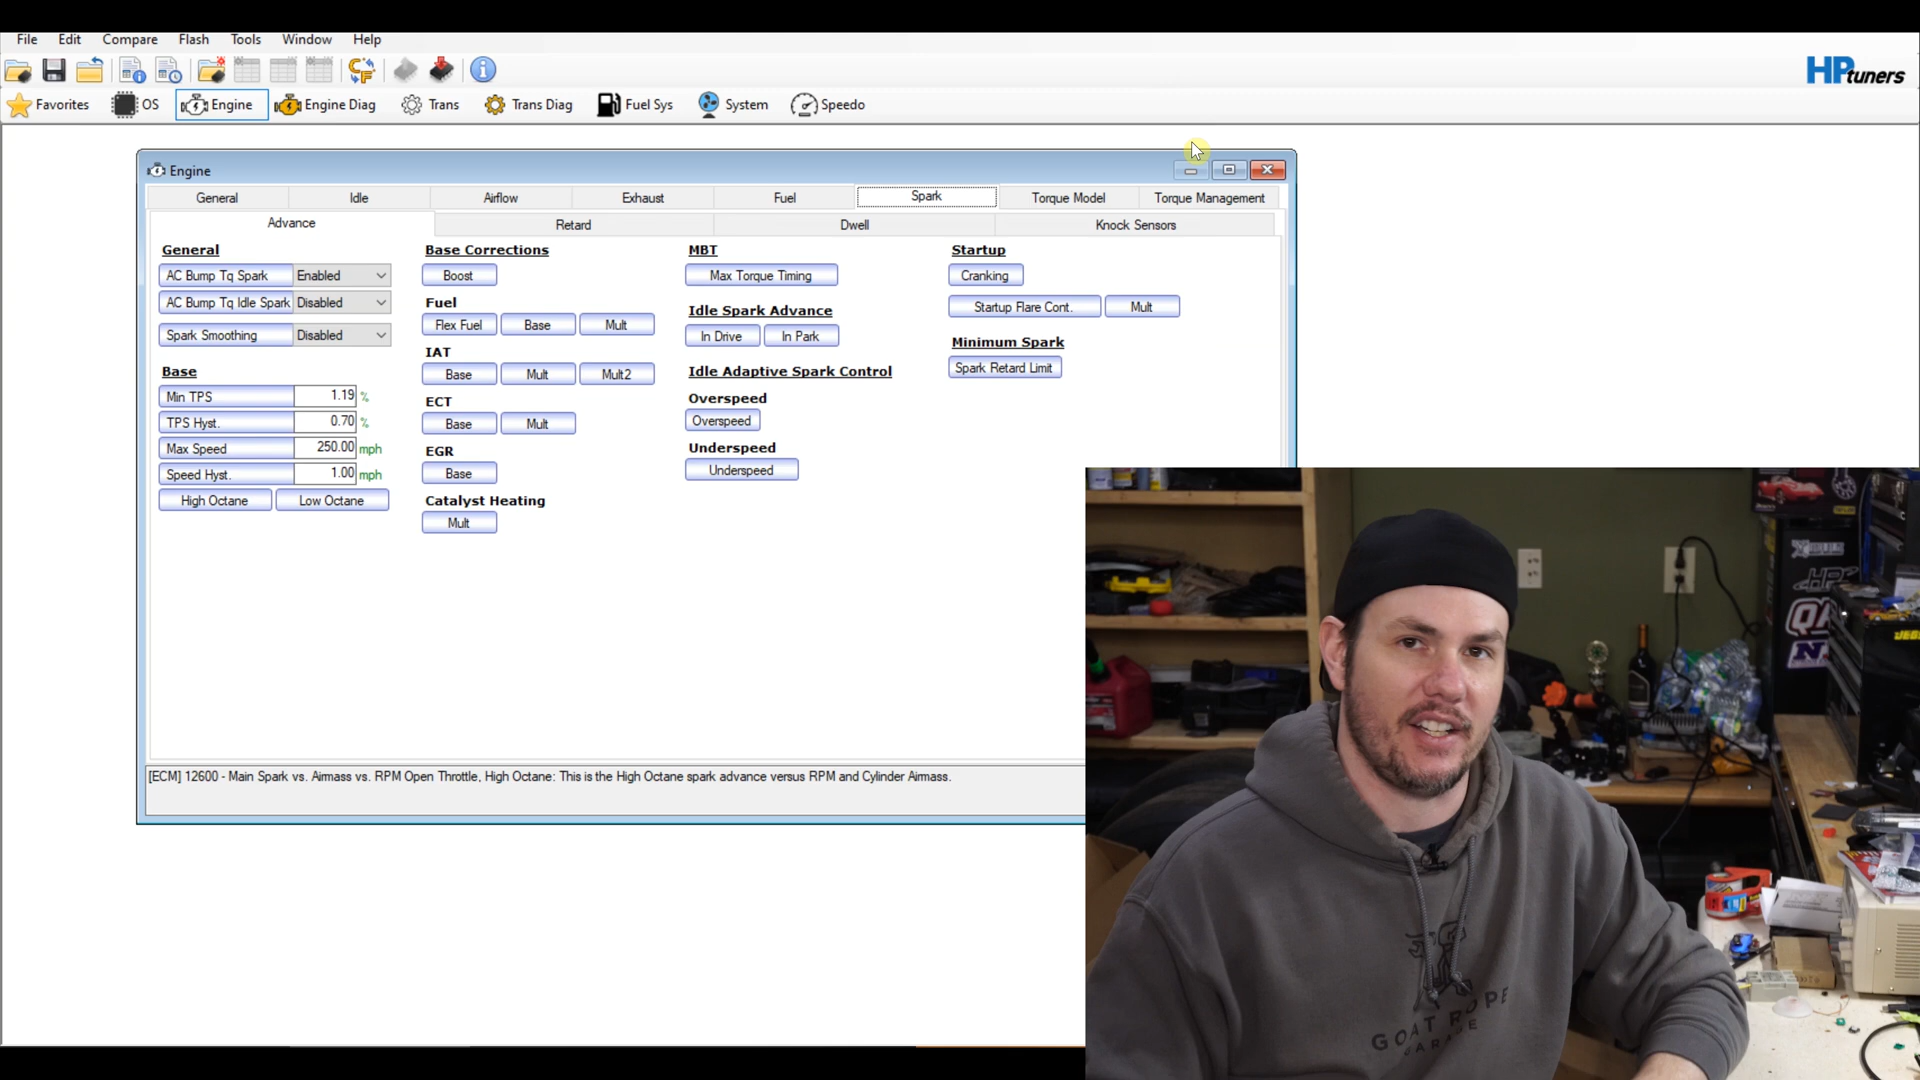 File Edit Compare Flash Tools Window Help
HPtuners
Favorites OS Engine Engine Diag Trans Trans Diag Fuel Sys System Speedo
Engine
General Idle Airflow Exhaust Fuel Spark Torque Model Torque Management
Advance Retard Dwell Knock Sensors
General
AC Bump Tq Spark Enabled
AC Bump Tq Idle Spark Disabled
Spark Smoothing Disabled
Base
Min TPS 1.19 %
TPS Hyst. 0.70 %
Max Speed 250.00 mph
Speed Hyst. 1.00 mph
High Octane Low Octane
Base Corrections
Boost
Fuel
Flex Fuel Base Mult
IAT
Base Mult Mult2
ECT
Base Mult
EGR
Base
Catalyst Heating
Mult
MBT
Max Torque Timing
Idle Spark Advance
In Drive In Park
Idle Adaptive Spark Control
Overspeed
Overspeed
Underspeed
Underspeed
Startup
Cranking
Startup Flare Cont. Mult
Minimum Spark
Spark Retard Limit
[ECM] 12600 - Main Spark vs. Airmass vs. RPM Open Throttle, High Octane: This is the High Octane spark advance versus RPM and Cylinder Airmass.
GOAT ROPE
GARAGE